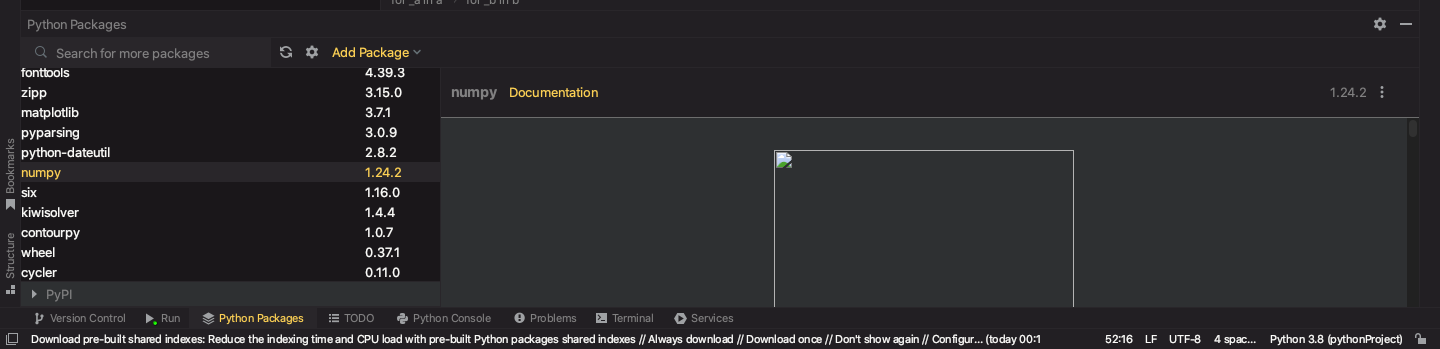 for _a in a > for _b in b
Python Packages
Search for more packages Add Package
fonttools 4.39.3
zipp 3.15.0
numpy Documentation 1.24.2
matplotlib 3.7.1
pyparsing 3.0.9
python-dateutil 2.8.2
numpy 1.24.2
six 1.16.0
kiwisolver 1.4.4
contourpy 1.0.7
wheel 0.37.1
cycler 0.11.0
PyPI
Bookmarks
Structure
Version Control Run Python Packages TODO Python Console Problems Terminal Services
Download pre-built shared indexes: Reduce the indexing time and CPU load with pre-built Python packages shared indexes // Always download // Download once // Don't show again // Configur... (today 00:1 52:16 LF UTF-8 4 spac... Python 3.8 (pythonProject)